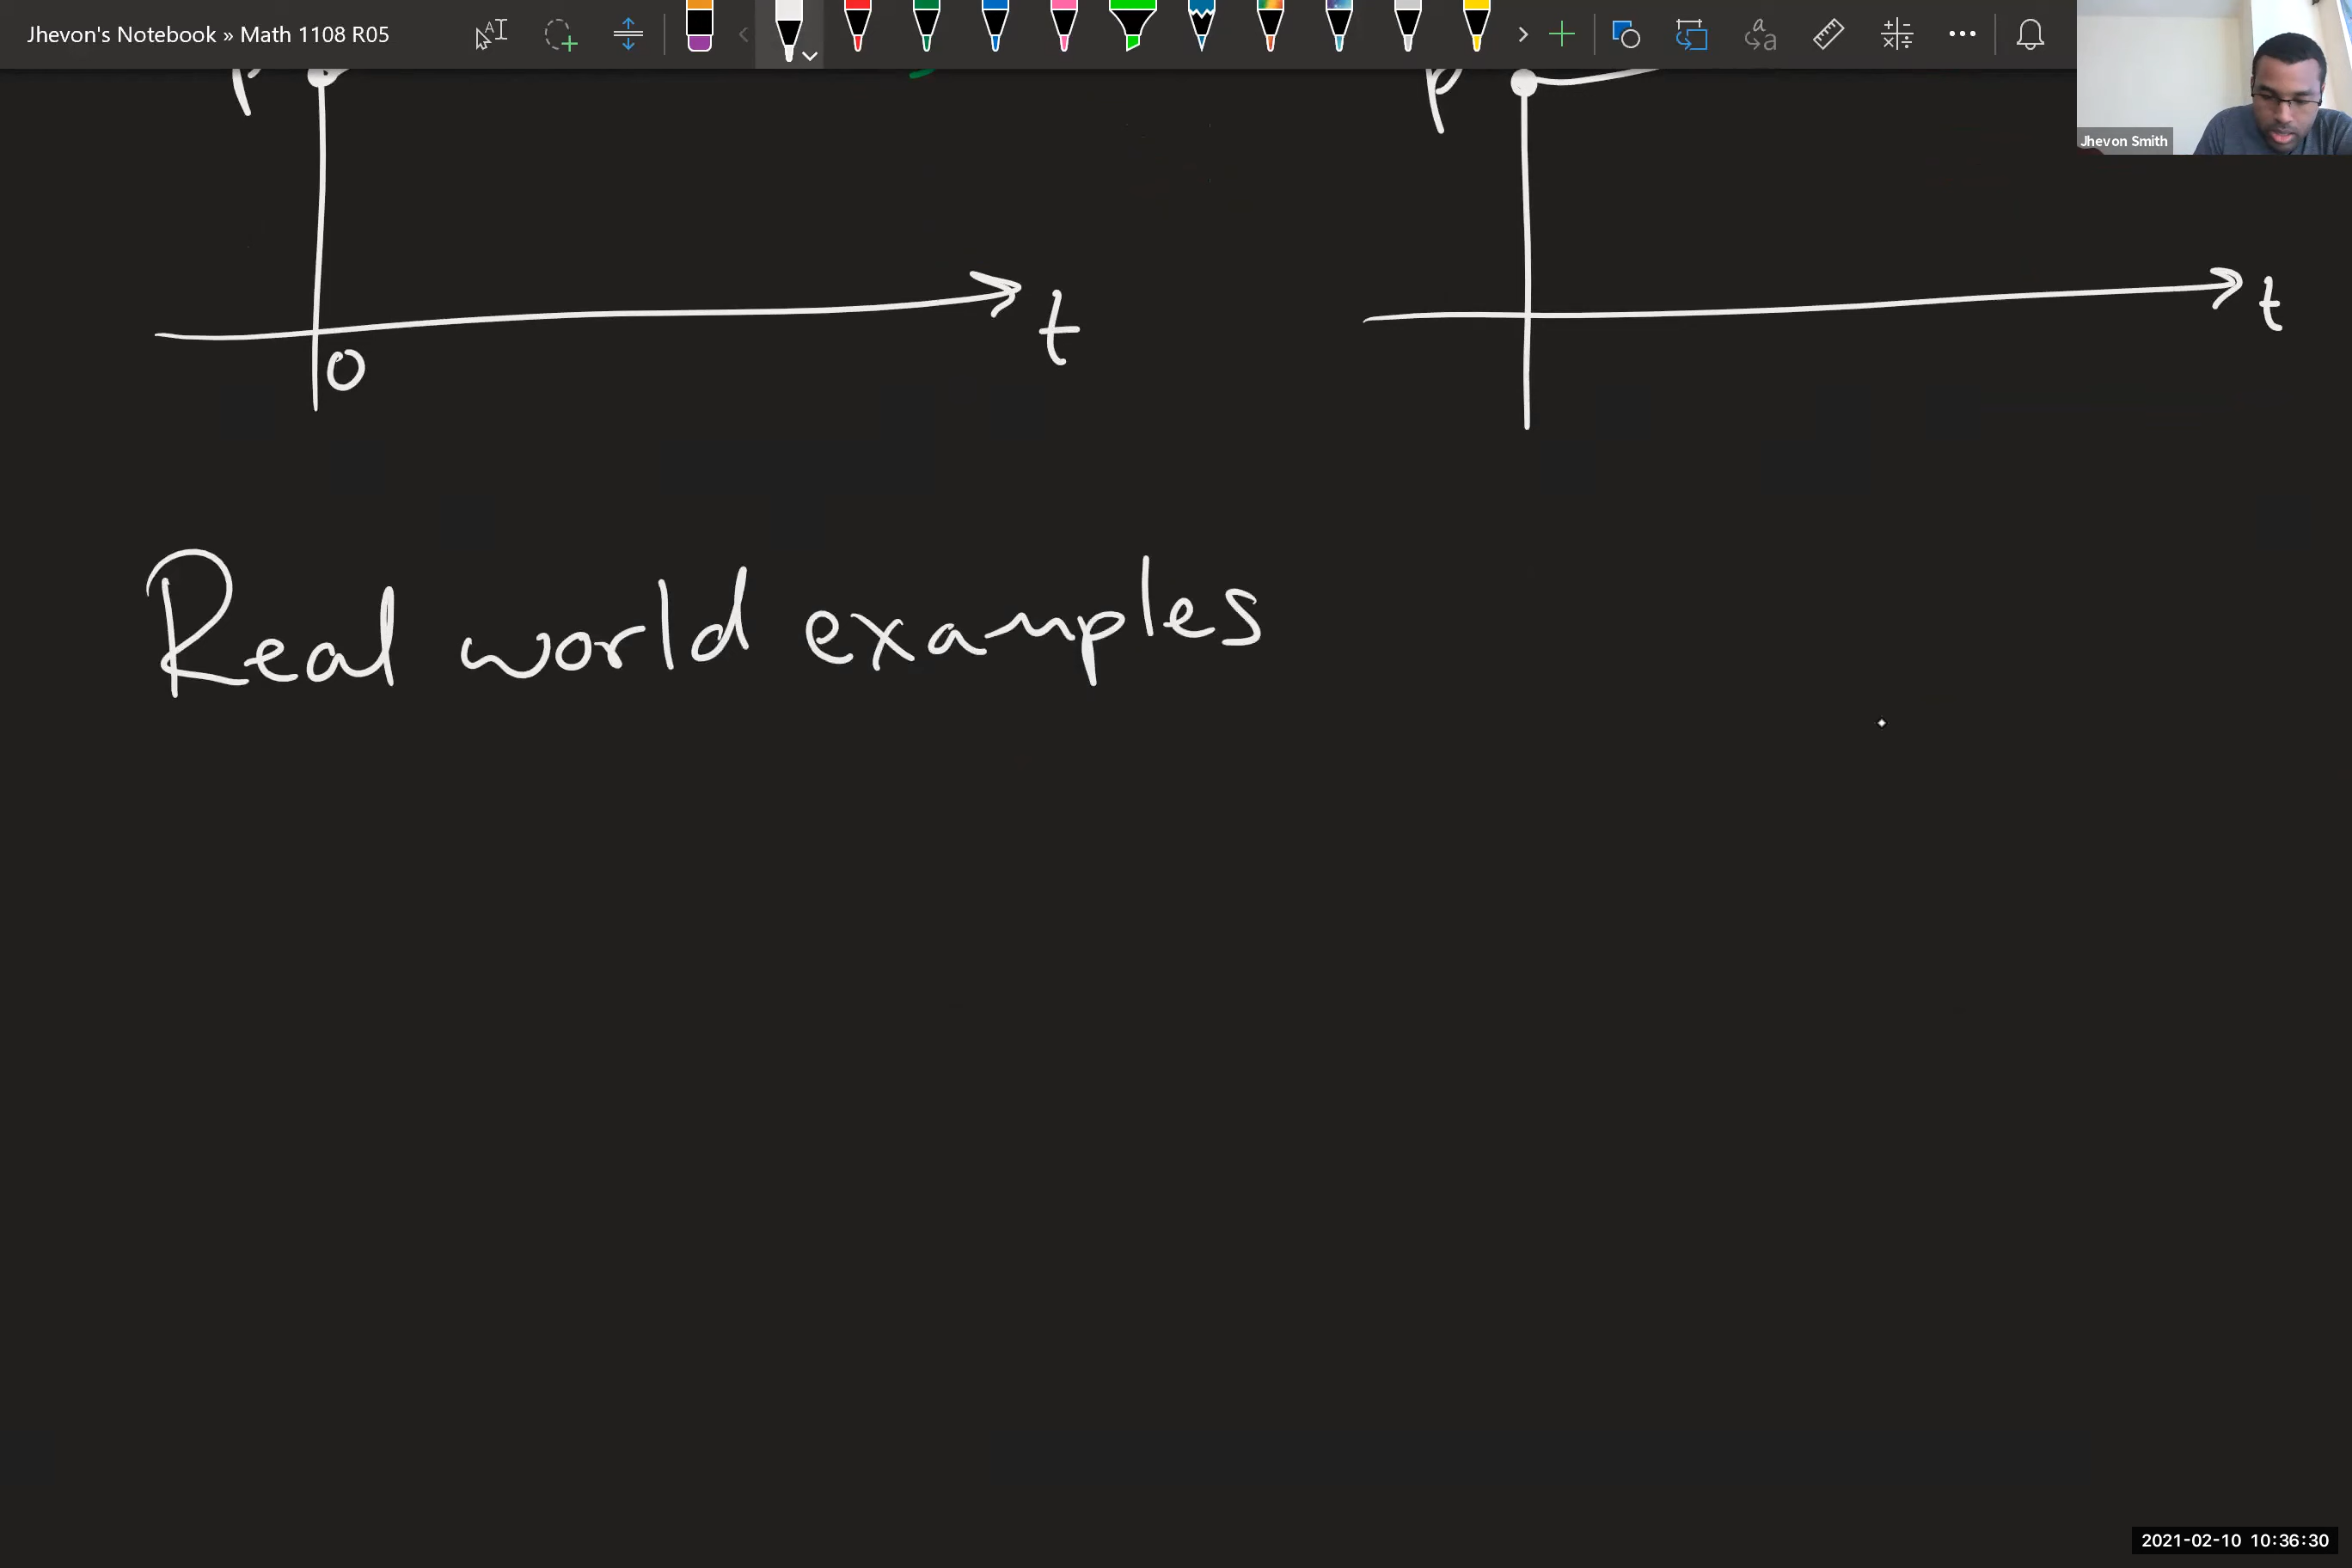 Jhevon's Notebook » Math 1108 R05
Jhevon Smith
P P
t t
0
Real world examples
2021-02-10 10:36:30